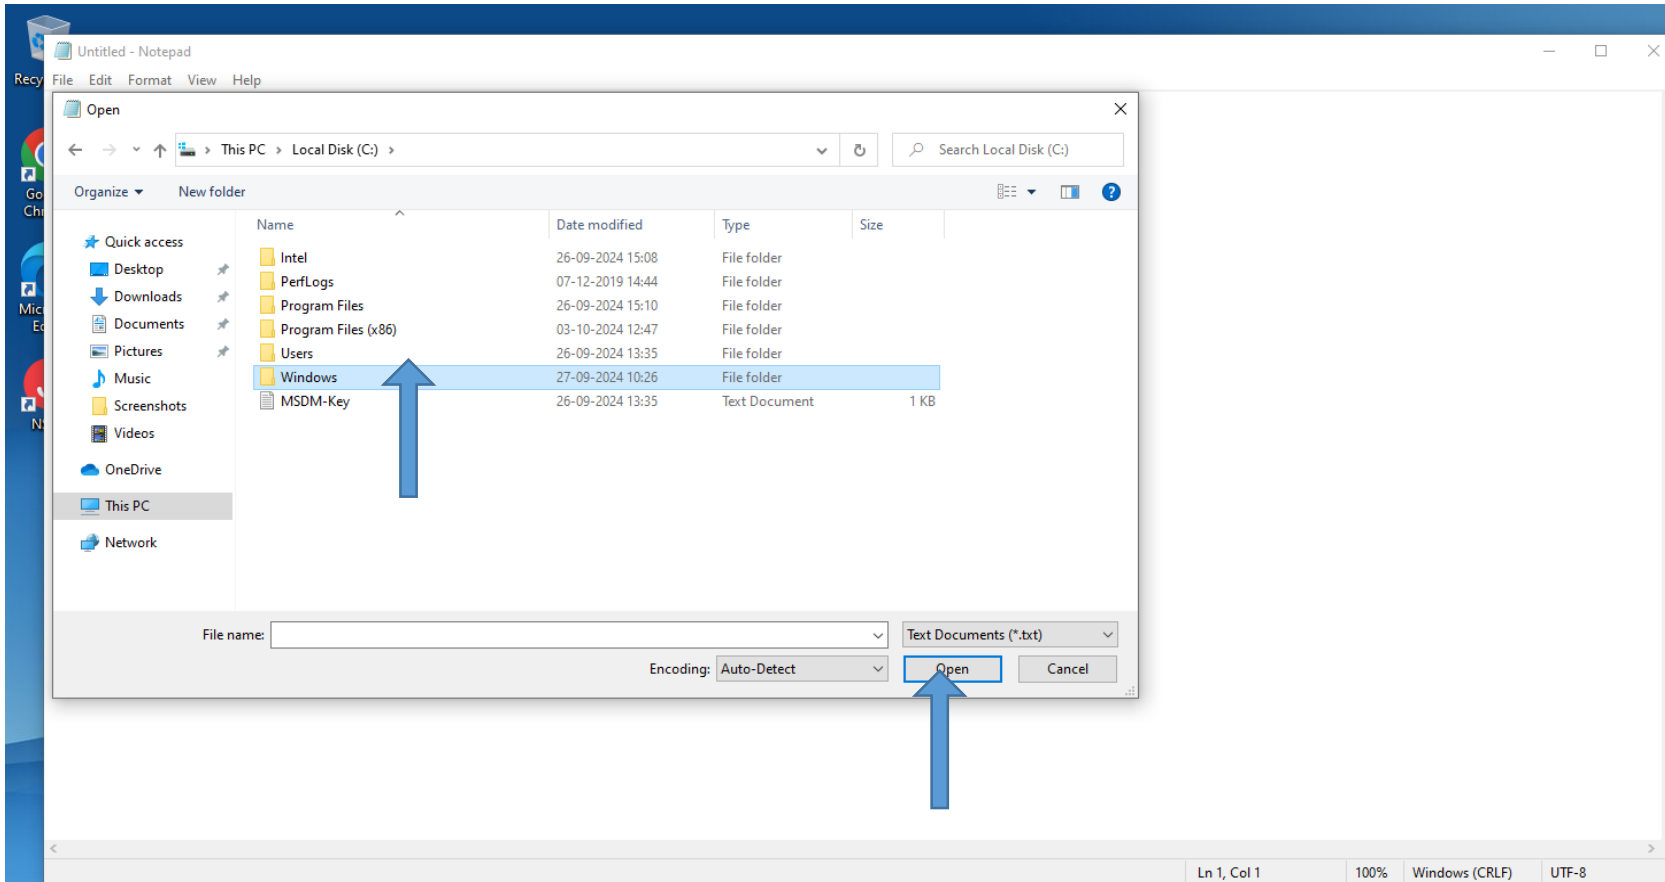 Untitled - Notepad
File Edit Format View Help
Open
This PC > Local Disk (C:) >
Search Local Disk (C:)
Organize New folder
?
Name Date modified Type Size
Quick access
Desktop
Downloads
Documents
Pictures
Music
Screenshots
Videos
OneDrive
This PC
Network
Intel 26-09-2024 15:08 File folder
PerfLogs 07-12-2019 14:44 File folder
Program Files 26-09-2024 15:10 File folder
Program Files (x86) 03-10-2024 12:47 File folder
Users 26-09-2024 13:35 File folder
Windows 27-09-2024 10:26 File folder
MSDM-Key 26-09-2024 13:35 Text Document 1 KB
File name:
Text Documents (*.txt)
Encoding: Auto-Detect
Open Cancel
Recy
Go
Chr
Mic
Ln 1, Col 1 100% Windows (CRLF) UTF-8